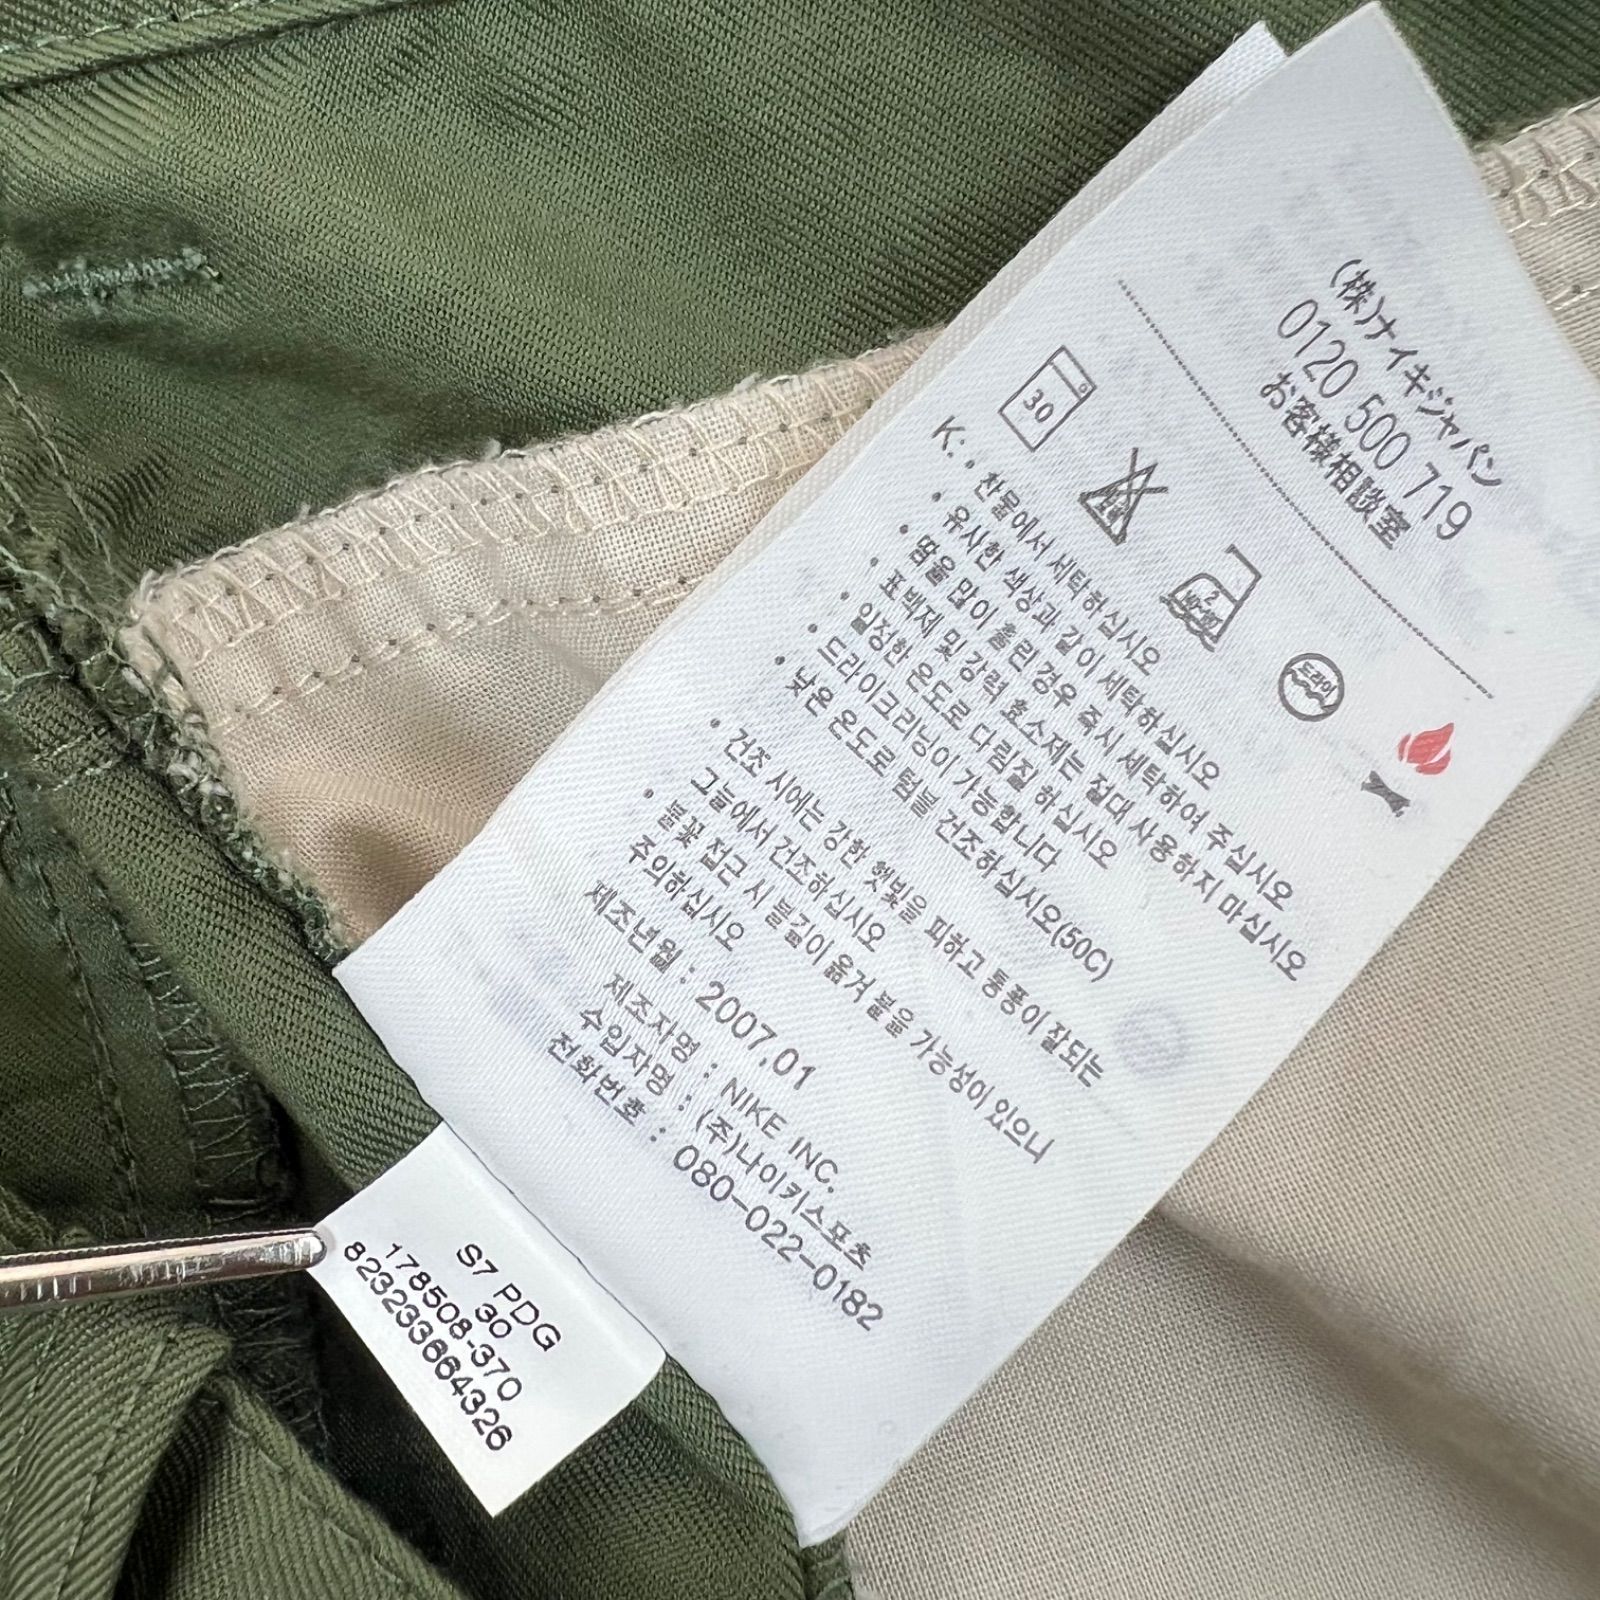 (株)ナイキジャパン
0120 500 719
お客様相談室
30
2
드라이
K: • 찬물에서 세탁하십시오
• 유사한 색상과 같이 세탁하십시오
• 땀을 많이 흘린 경우 즉시 세탁하여 주십시오
• 표백제 및 강력 효소제는 절대 사용하지 마십시오
• 일정한 온도로 다림질 하십시오
• 드라이크리닝이 가능합니다
• 낮은 온도로 텀블 건조하십시오(50C)
• 건조 시에는 강한 햇빛을 피하고 통풍이 잘되는
그늘에서 건조하십시오
• 불꽃 접근 시 불길이 옮겨 붙을 가능성이 있으니
주의하십시오
제조년월 : 2007.01
제조자명 : NIKE INC.
수입자명 : (주)나이키스포츠
전화번호 : 080-022-0182
S7 PDG
30
178508-370